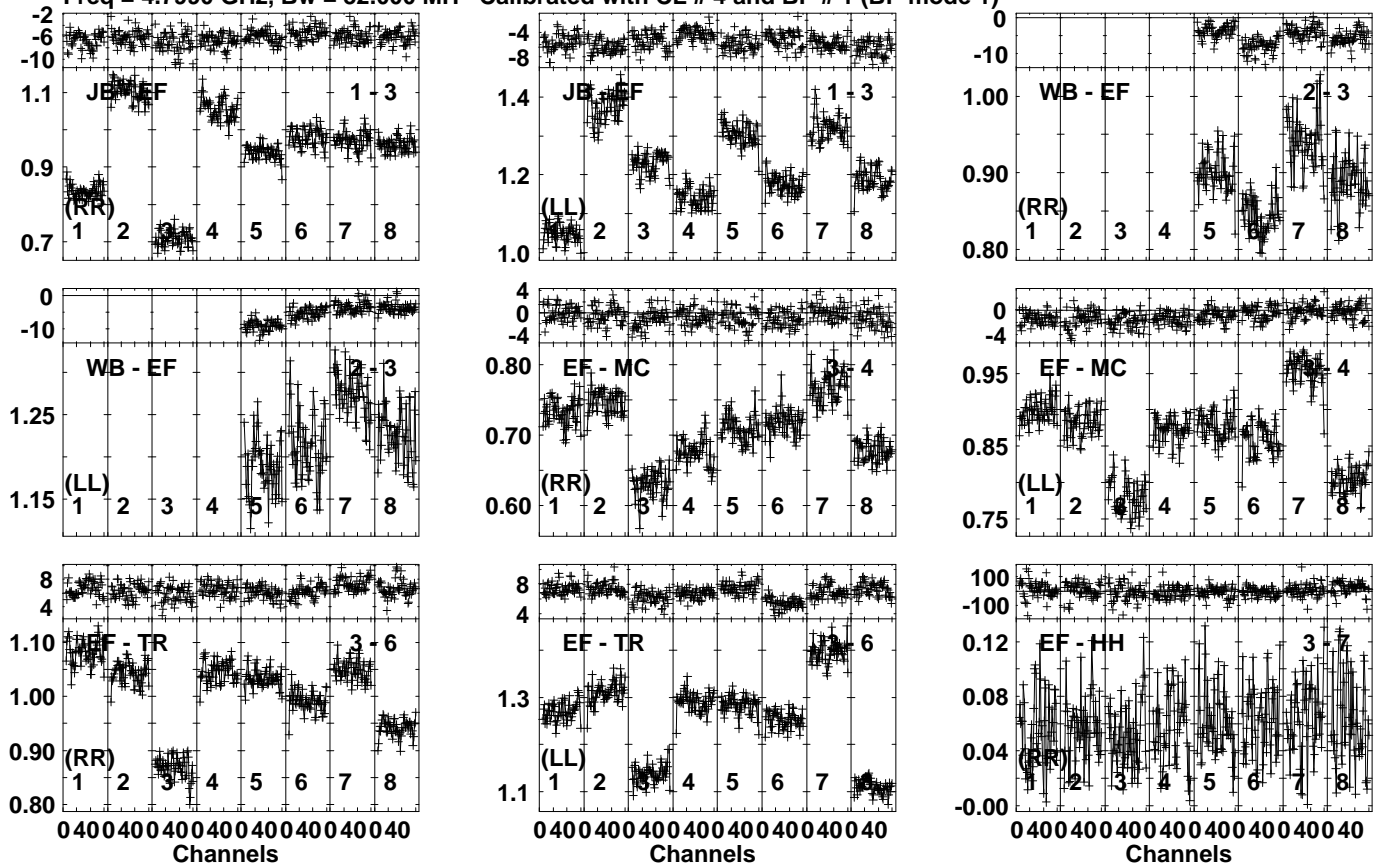 Calibrated with CL # 4 and BP # 1 (BP mode 1)
-2
-6
-10
1.1
0.9
0.7
JB - EF
1 - 3
(RR)
1 2 3 4 5 6 7 8
-4
-8
1.4
1.2
1.0
JB - EF
1 - 3
(LL)
2 3 4 5 6 7 8
0
-10
1.00
0.90
0.80
WB - EF
2 - 3
(RR)
1 2 3 4 5 6 7 8
0
-10
1.25
1.15
WB - EF
2 - 3
(LL)
1 2 3 4 5 6 7 8
4
0
-4
0.80
0.70
0.60
EF - MC
3 - 4
(RR)
1 2 3 4 5 6 7 8
0
-4
0.95
0.85
0.75
EF - MC
3 - 4
(LL)
1 2 3 4 5 6 7 8
8
4
1.10
1.00
0.90
0.80
EF - TR
3 - 6
(RR)
1 2 3 4 5 6 7 8
8
4
1.3
1.1
EF - TR
3 - 6
(LL)
1 2 3 4 5 6 7 8
100
-100
0.12
0.08
0.04
-0.00
EF - HH
3 - 7
(RR)
1 2 3 4 5 6 7 8
0 40 0 40 0 40 0 40 0 40 0 40 0 40 0 40
Channels
0 40 0 40 0 40 0 40 0 40 0 40 0 40 0 40
Channels
0 40 0 40 0 40 0 40 0 40 0 40 0 40 0 40
Channels